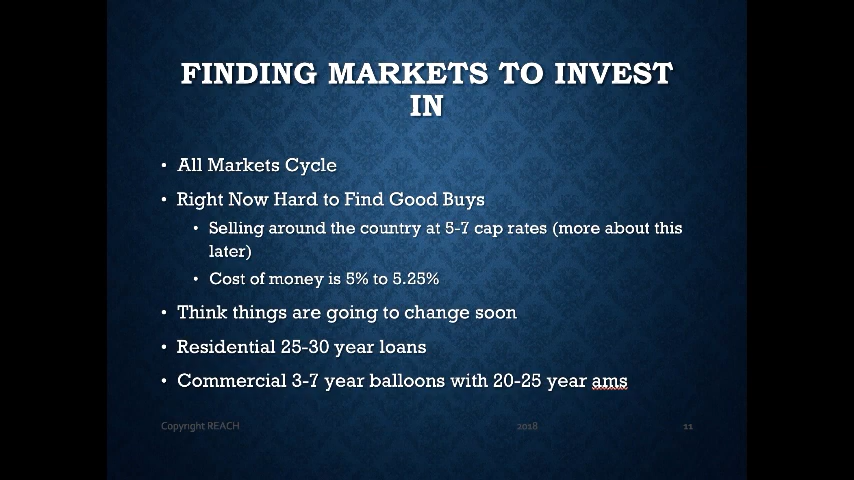 FINDING MARKETS TO INVEST
IN
• All Markets Cycle
• Right Now Hard to Find Good Buys
• Selling around the country at 5-7 cap rates (more about this
later)
• Cost of money is 5% to 5.25%
• Think things are going to change soon
• Residential 25-30 year loans
• Commercial 3-7 year balloons with 20-25 year ams
Copyright REACH 2018 11